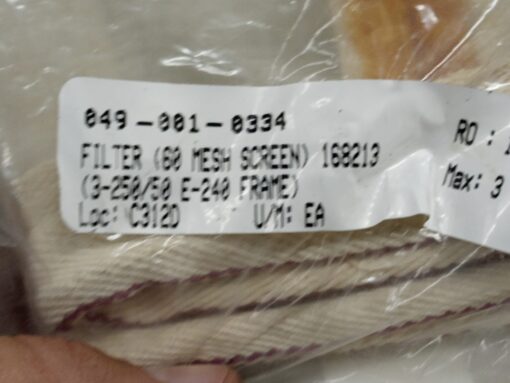 049-001-0334
FILTER (60 MESH SCREEN) 168213
(3-250/50 E-240 FRAME)
Loc: C312D U/M: EA
RO :
Max: 3